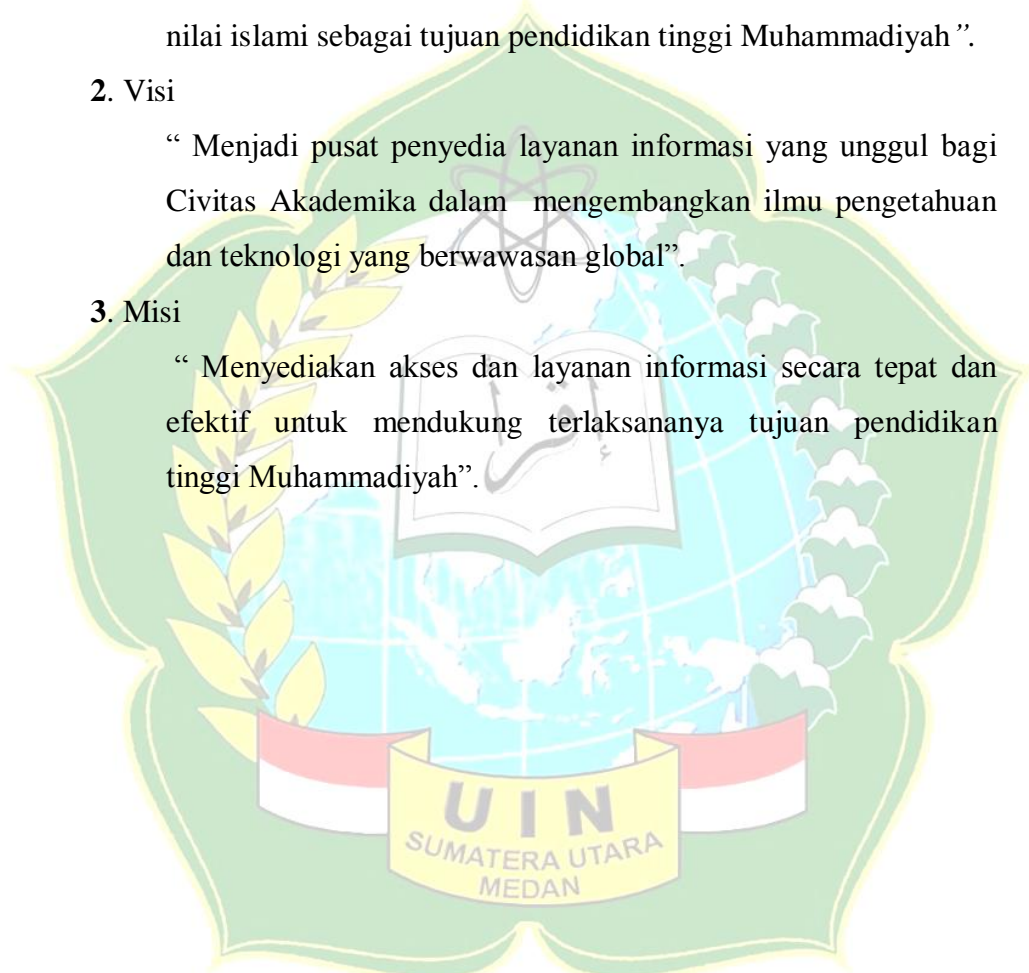 nilai islami sebagai tujuan pendidikan tinggi Muhammadiyah”.
2. Visi
“ Menjadi pusat penyedia layanan informasi yang unggul bagi
Civitas Akademika dalam mengembangkan ilmu pengetahuan
dan teknologi yang berwawasan global”.
3. Misi
“ Menyediakan akses dan layanan informasi secara tepat dan
efektif untuk mendukung terlaksananya tujuan pendidikan
tinggi Muhammadiyah”.
إقرأ
UIN
SUMATERA UTARA
MEDAN